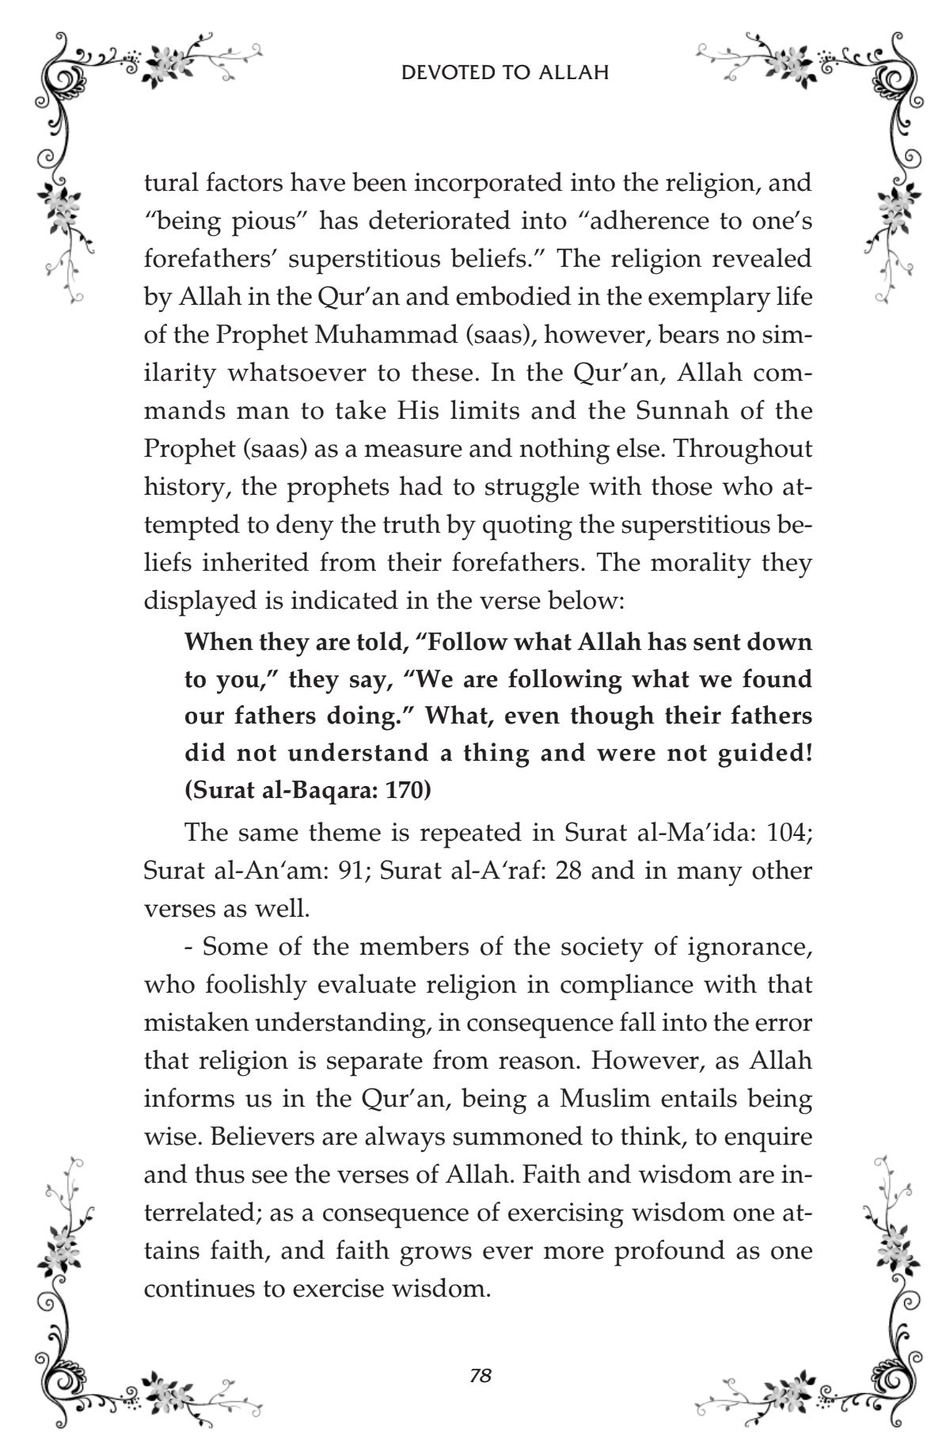 DEVOTED TO ALLAH
tural factors have been incorporated into the religion, and
“being pious” has deteriorated into “adherence to one’s
forefathers’ superstitious beliefs.” The religion revealed
by Allah in the Qur’an and embodied in the exemplary life
of the Prophet Muhammad (saas), however, bears no sim-
ilarity whatsoever to these. In the Qur’an, Allah com-
mands man to take His limits and the Sunnah of the
Prophet (saas) as a measure and nothing else. Throughout
history, the prophets had to struggle with those who at-
tempted to deny the truth by quoting the superstitious be-
liefs inherited from their forefathers. The morality they
displayed is indicated in the verse below:
When they are told, “Follow what Allah has sent down
to you,” they say, “We are following what we found
our fathers doing.” What, even though their fathers
did not understand a thing and were not guided!
(Surat al-Baqara: 170)
The same theme is repeated in Surat al-Ma’ida: 104;
Surat al-An‘am: 91; Surat al-A‘raf: 28 and in many other
verses as well.
- Some of the members of the society of ignorance,
who foolishly evaluate religion in compliance with that
mistaken understanding, in consequence fall into the error
that religion is separate from reason. However, as Allah
informs us in the Qur’an, being a Muslim entails being
wise. Believers are always summoned to think, to enquire
and thus see the verses of Allah. Faith and wisdom are in-
terrelated; as a consequence of exercising wisdom one at-
tains faith, and faith grows ever more profound as one
continues to exercise wisdom.
78